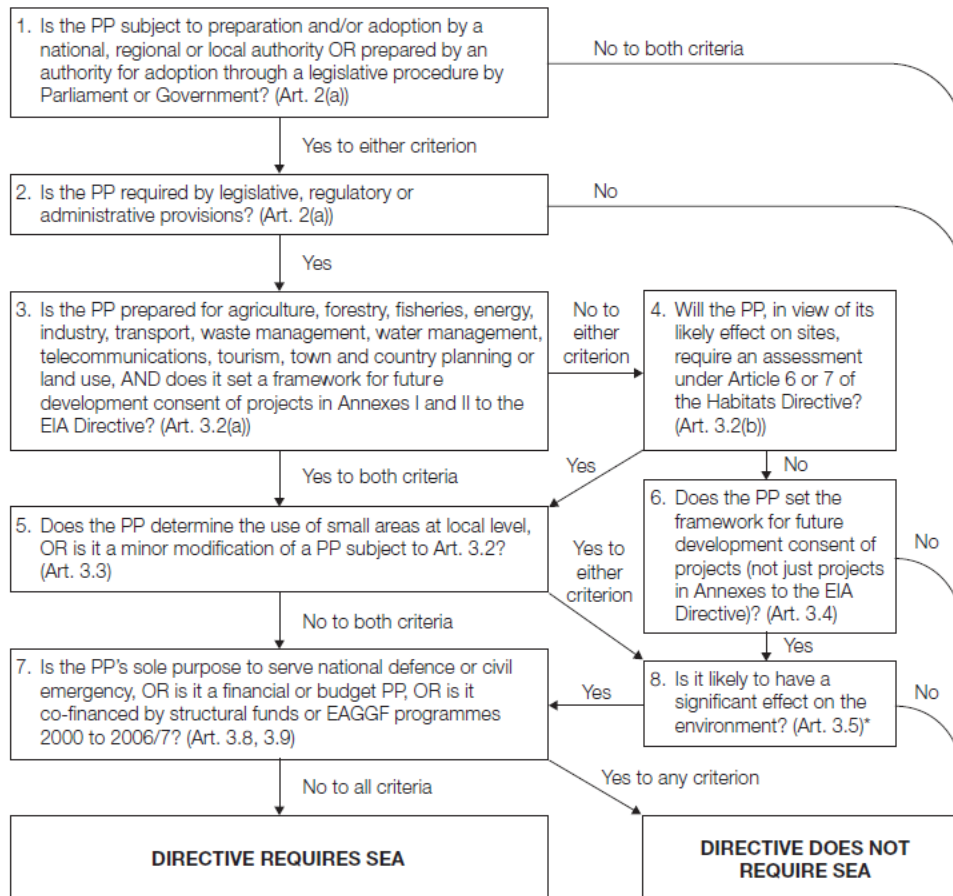 1. Is the PP subject to preparation and/or adoption by a
national, regional or local authority OR prepared by an
authority for adoption through a legislative procedure by
Parliament or Government? (Art. 2(a))
No to both criteria
Yes to either criterion
2. Is the PP required by legislative, regulatory or
administrative provisions? (Art. 2(a))
No
Yes
3. Is the PP prepared for agriculture, forestry, fisheries, energy,
industry, transport, waste management, water management,
telecommunications, tourism, town and country planning or
land use, AND does it set a framework for future
development consent of projects in Annexes I and II to the
EIA Directive? (Art. 3.2(a))
No to
either
criterion
4. Will the PP, in view of its
likely effect on sites,
require an assessment
under Article 6 or 7 of
the Habitats Directive?
(Art. 3.2(b))
Yes to both criteria
Yes
No
5. Does the PP determine the use of small areas at local level,
OR is it a minor modification of a PP subject to Art. 3.2?
(Art. 3.3)
Yes to
either
criterion
6. Does the PP set the
framework for future
development consent of
projects (not just projects
in Annexes to the EIA
Directive)? (Art. 3.4)
No
No to both criteria
Yes
7. Is the PP's sole purpose to serve national defence or civil
emergency, OR is it a financial or budget PP, OR is it
co-financed by structural funds or EAGGF programmes
2000 to 2006/7? (Art. 3.8, 3.9)
Yes
8. Is it likely to have a
significant effect on the
environment? (Art. 3.5)*
No
No to all criteria
Yes to any criterion
DIRECTIVE REQUIRES SEA
DIRECTIVE DOES NOT
REQUIRE SEA